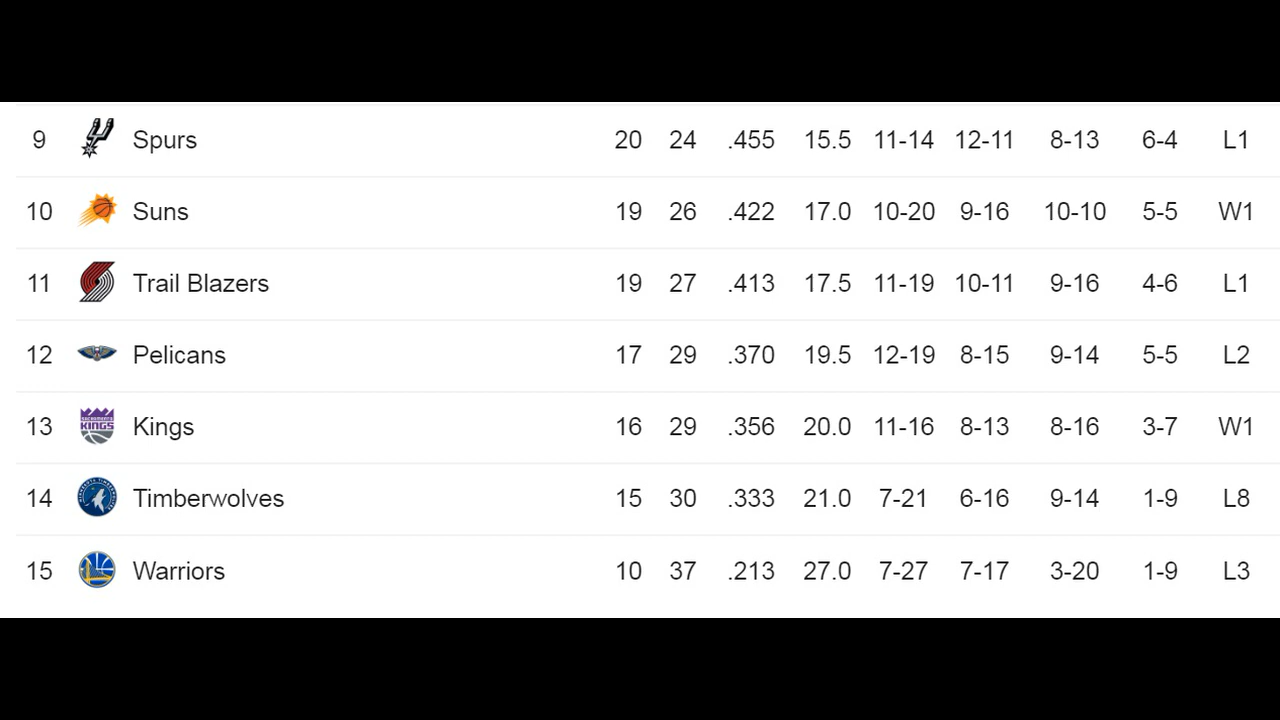 9 Spurs 20 24 .455 15.5 11-14 12-11 8-13 6-4 L1
10 Suns 19 26 .422 17.0 10-20 9-16 10-10 5-5 W1
11 Trail Blazers 19 27 .413 17.5 11-19 10-11 9-16 4-6 L1
12 Pelicans 17 29 .370 19.5 12-19 8-15 9-14 5-5 L2
13 KINGS Kings 16 29 .356 20.0 11-16 8-13 8-16 3-7 W1
14 Timberwolves 15 30 .333 21.0 7-21 6-16 9-14 1-9 L8
15 Warriors 10 37 .213 27.0 7-27 7-17 3-20 1-9 L3